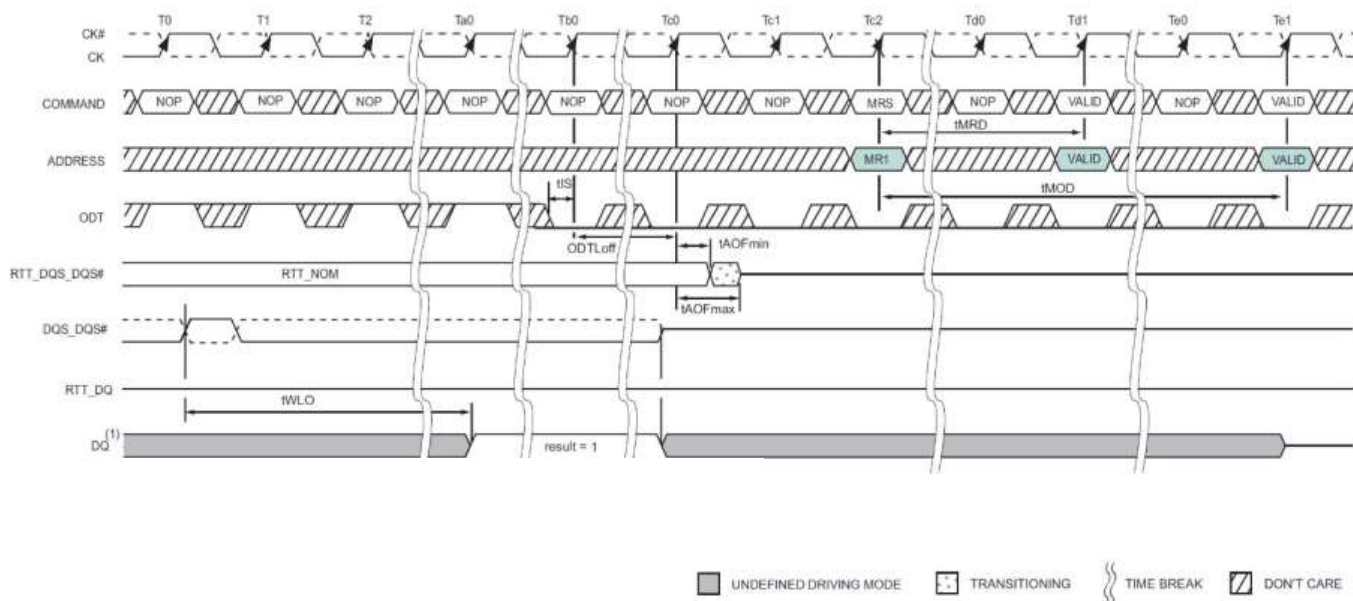 T0 T1 T2 Ta0 Tb0 Tc0 Tc1 Tc2 Td0 Td1 Te0 Te1
CK#
CK
COMMAND NOP NOP NOP NOP NOP NOP NOP MRS NOP VALID NOP VALID
tMRD
ADDRESS MR1 VALID VALID
tIS tMOD
ODT
ODTLoff tAOFmin
RTT_DQS_DQS# RTT_NOM
tAOFmax
DQS_DQS#
RTT_DQ
tWLO
DQ(1) result = 1
UNDEFINED DRIVING MODE TRANSITIONING TIME BREAK DON'T CARE